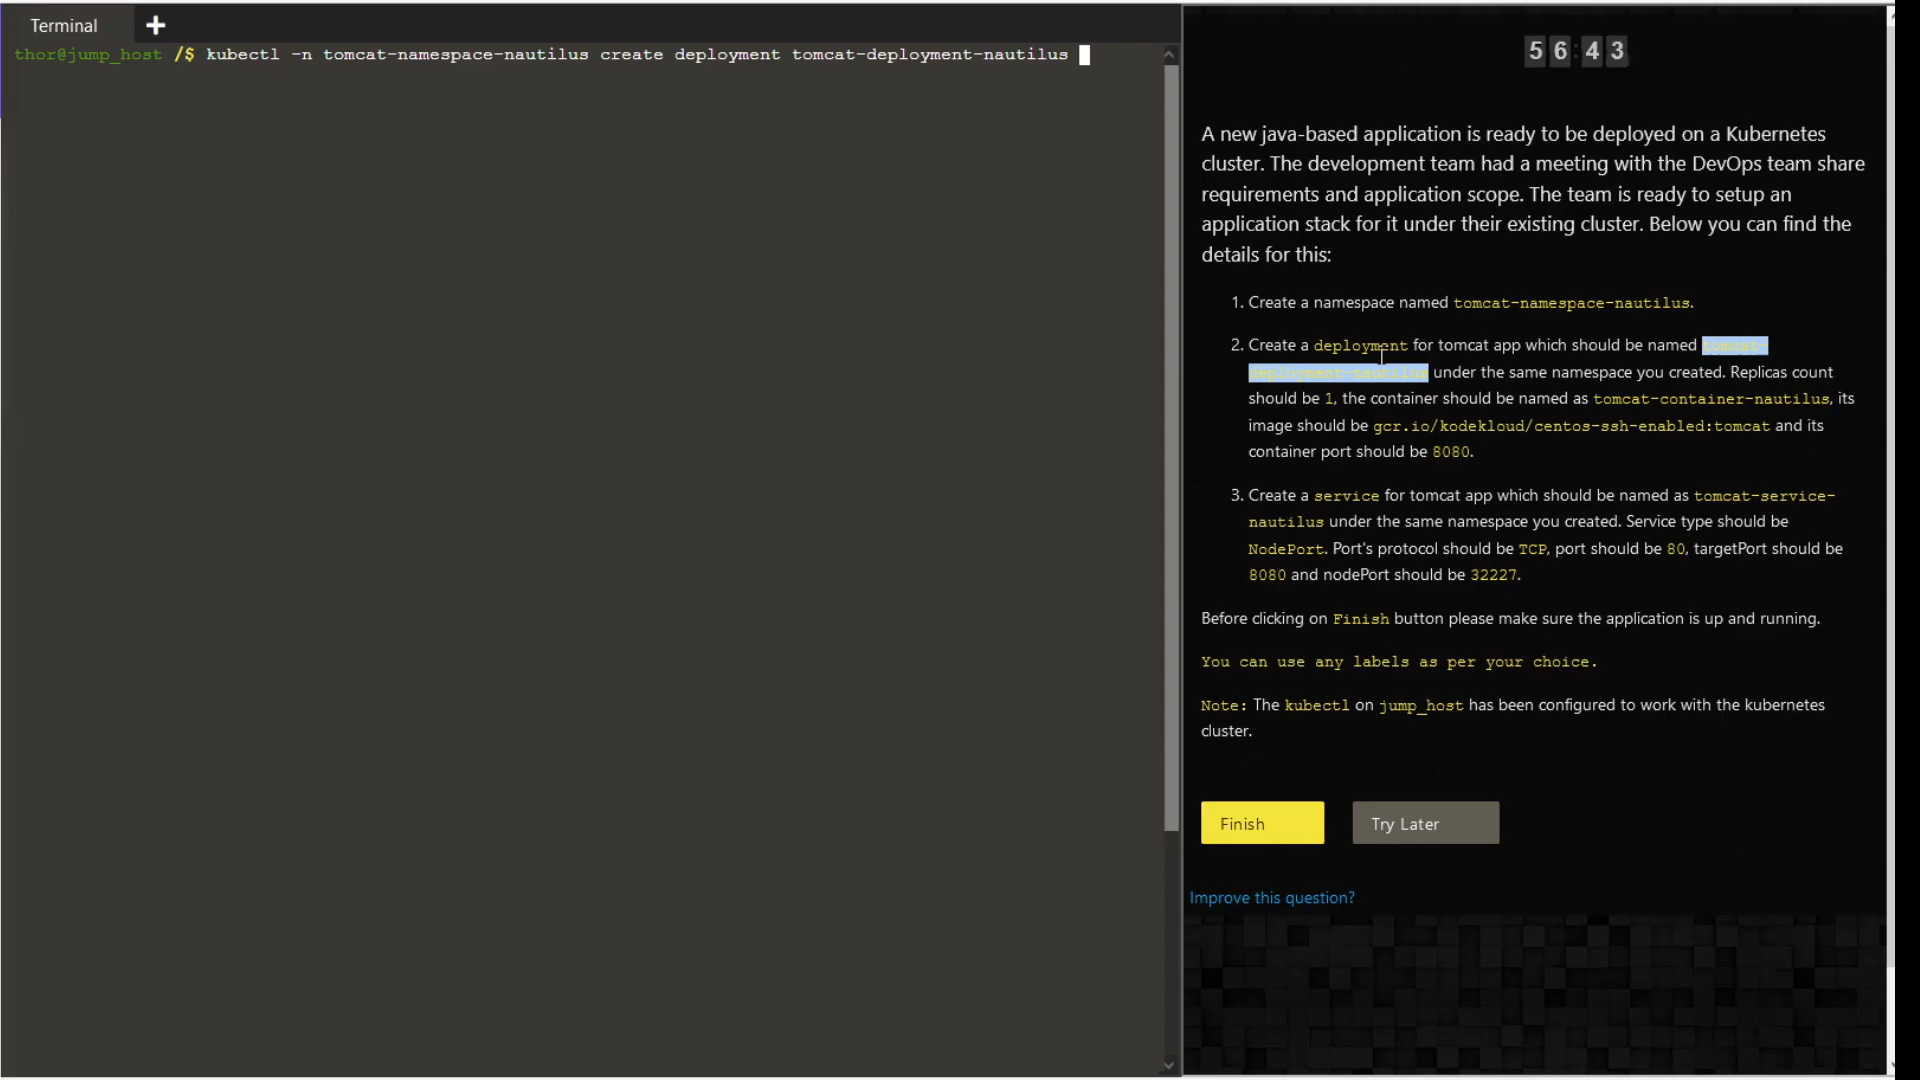 Terminal +
thor@jump_host /$ kubectl -n tomcat-namespace-nautilus create deployment tomcat-deployment-nautilus
56:43
A new java-based application is ready to be deployed on a Kubernetes
cluster. The development team had a meeting with the DevOps team share
requirements and application scope. The team is ready to setup an
application stack for it under their existing cluster. Below you can find the
details for this:
1. Create a namespace named tomcat-namespace-nautilus.
2. Create a deployment for tomcat app which should be named tomcat-
deployment-nautilus under the same namespace you created. Replicas count
should be 1, the container should be named as tomcat-container-nautilus, its
image should be gcr.io/kodekloud/centos-ssh-enabled:tomcat and its
container port should be 8080.
3. Create a service for tomcat app which should be named as tomcat-service-
nautilus under the same namespace you created. Service type should be
NodePort. Port's protocol should be TCP, port should be 80, targetPort should be
8080 and nodePort should be 32227.
Before clicking on Finish button please make sure the application is up and running.
You can use any labels as per your choice.
Note: The kubectl on jump_host has been configured to work with the kubernetes
cluster.
Finish
Try Later
Improve this question?